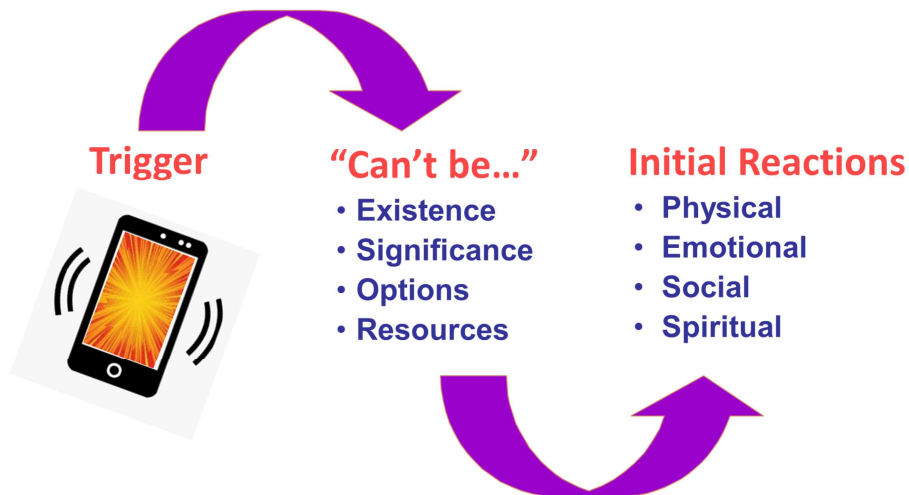 Trigger
“Can’t be…”
• Existence
• Significance
• Options
• Resources
Initial Reactions
• Physical
• Emotional
• Social
• Spiritual